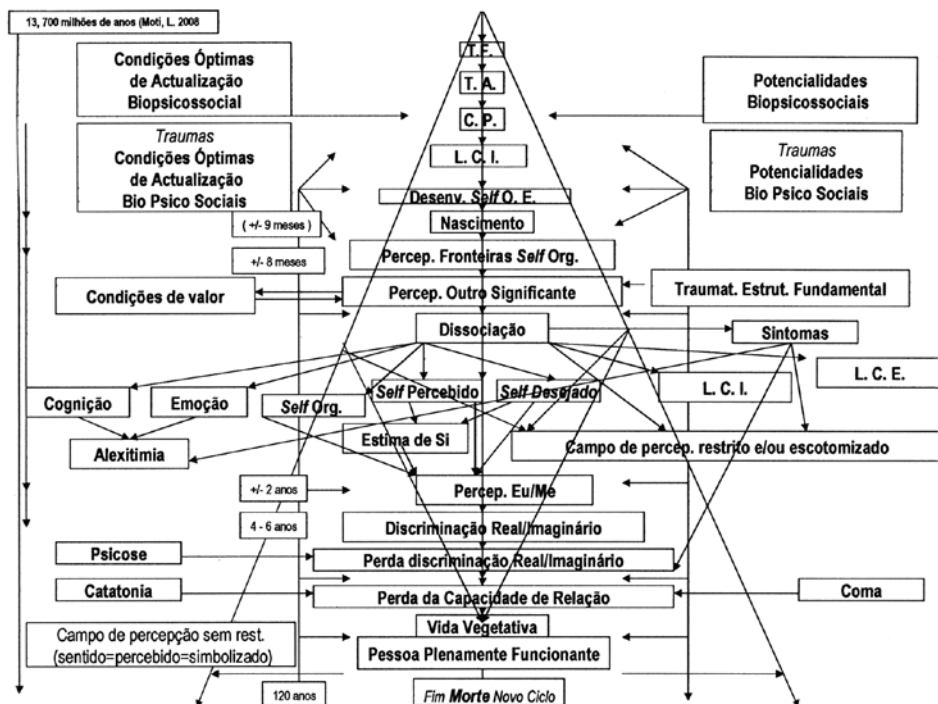 13, 700 milhões de anos (Moti, L. 2008
T.F.
Condições Óptimas
de Actualização
Biopsicossocial
T. A.
Potencialidades
Biopsicossociais
C. P.
Traumas
Condições Óptimas
de Actualização
Bio Psico Sociais
L. C. I.
Traumas
Potencialidades
Bio Psico Sociais
Desenv. Self O. E.
( +/- 9 meses )
Nascimento
+/- 8 meses
Percep. Fronteiras Self Org.
Condições de valor
Percep. Outro Significante
Traumat. Estrut. Fundamental
Dissociação
Sintomas
L. C. E.
Cognição
Emoção
Self Org.
Self Percebido
Self Desejado
L. C. I.
Estima de Si
Campo de percep. restrito e/ou escotomizado
Alexitimia
+/- 2 anos
Percep. Eu/Me
4 - 6 anos
Discriminação Real/Imaginário
Psicose
Perda discriminação Real/Imaginário
Catatonia
Perda da Capacidade de Relação
Coma
Campo de percepção sem rest.
(sentido=percebido=simbolizado)
Vida Vegetativa
Pessoa Plenamente Funcionante
120 anos
Fim Morte Novo Ciclo